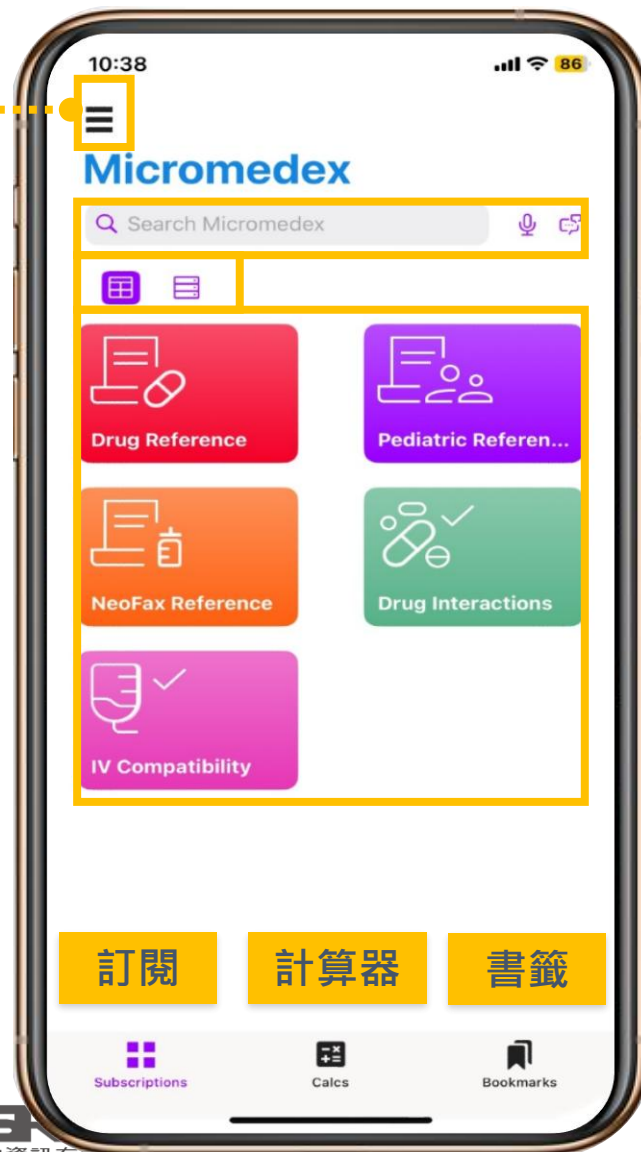 10:38
86
Micromedex
Search Micromedex
Drug Reference
Pediatric Referen...
NeoFax Reference
Drug Interactions
IV Compatibility
訂閱
計算器
書籤
Subscriptions
Calcs
Bookmarks